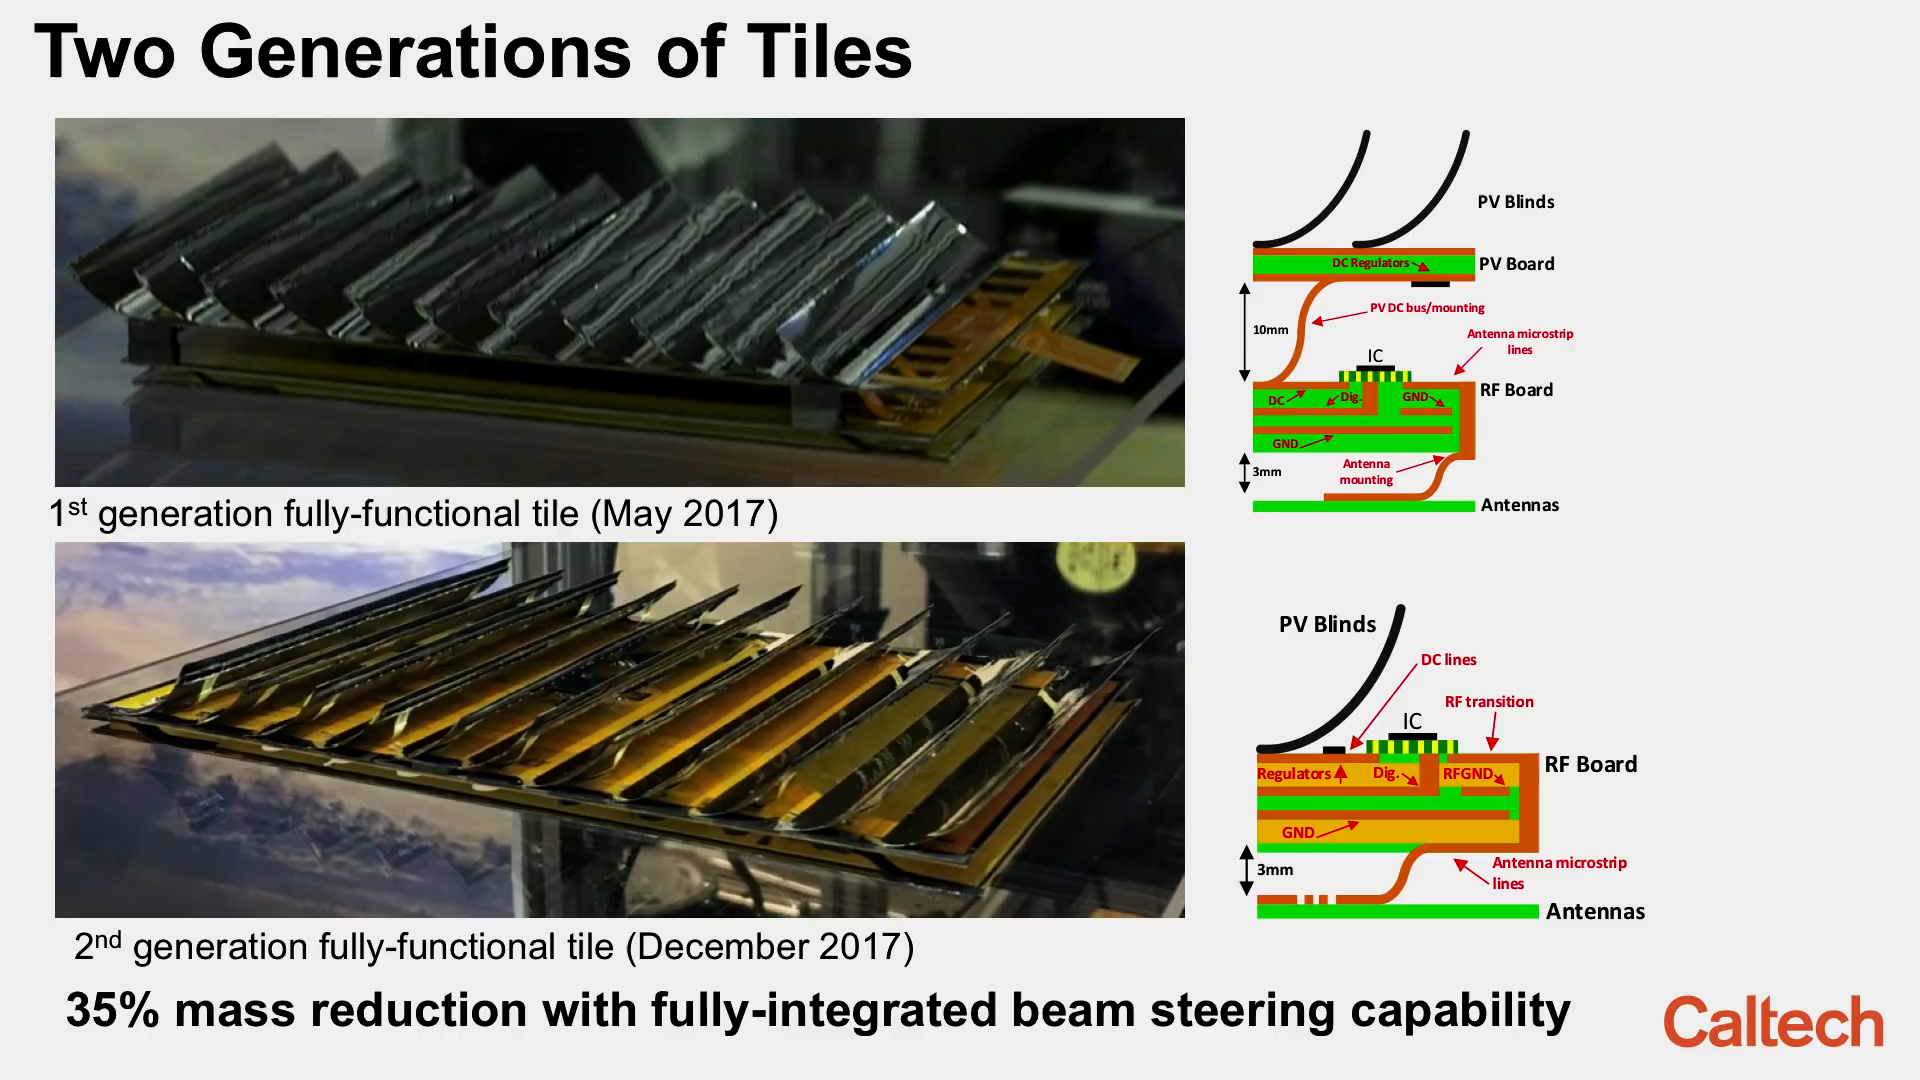 Two Generations of Tiles
PV Blinds
DC Regulators
PV Board
PV DC bus/mounting
10mm
Antenna microstrip
lines
IC
RF Board
DC
Dig.
GND
GND
3mm
Antenna
mounting
Antennas
1st generation fully-functional tile (May 2017)
PV Blinds
DC lines
RF transition
IC
RF Board
Regulators
Dig.
RFGND
GND
3mm
Antenna microstrip
lines
Antennas
2nd generation fully-functional tile (December 2017)
35% mass reduction with fully-integrated beam steering capability
Caltech